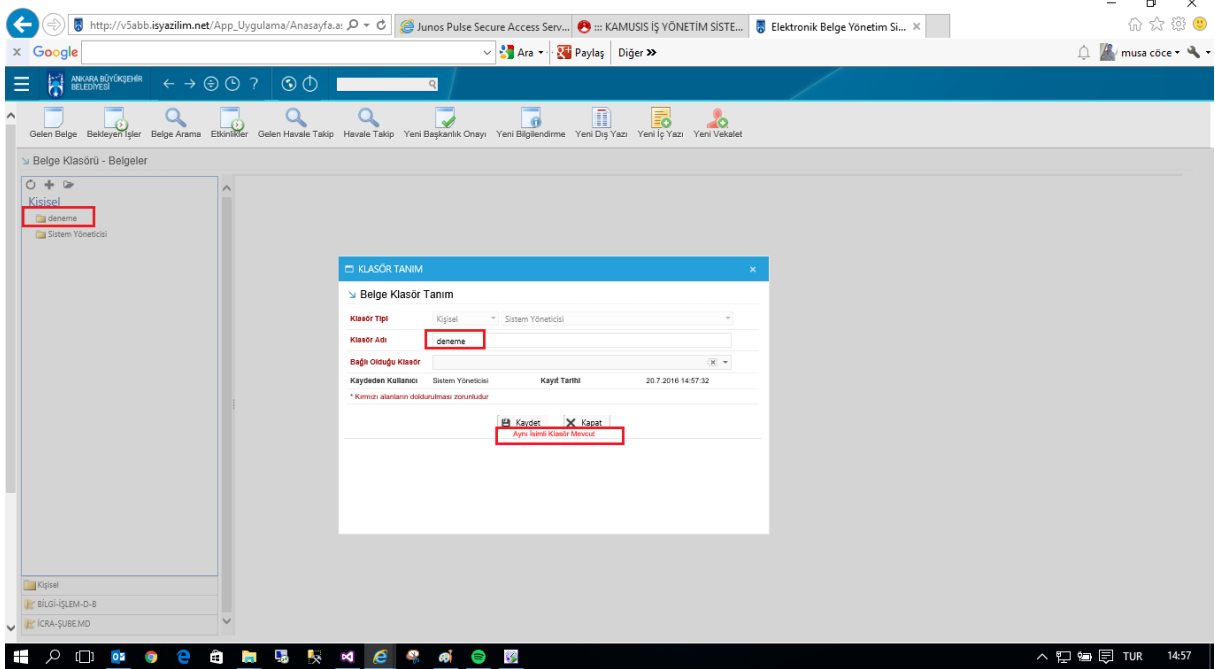 http://v5abb.isyazilim.net/App_Uygulama/Anasayfa.a:
Junos Pulse Secure Access Serv...
::: KAMUSIS İŞ YÖNETİM SİSTE...
Elektronik Belge Yönetim Si...
x Google
Ara
Paylaş
Diğer »
musa cöce
ANKARA BÜYÜKŞEHİR
BELEDİYESİ
Gelen Belge
Bekleyen İşler
Belge Arama
Etkinlikler
Gelen Havale Takip
Havale Takip
Yeni Başkanlık Onayı
Yeni Bilgilendirme
Yeni Dış Yazı
Yeni İç Yazı
Yeni Vekalet
Belge Klasörü - Belgeler
Kişisel
deneme
Sistem Yöneticisi
KLASÖR TANIM
Belge Klasör Tanım
Klasör Tipi Kişisel Sistem Yöneticisi
Klasör Adı deneme
Bağlı Olduğu Klasör
Kaydeden Kullanıcı Sistem Yöneticisi Kayıt Tarihi 20.7.2016 14:57:32
* Kırmızı alanların doldurulması zorunludur
Kaydet Kapat
Aynı İsimli Klasör Mevcut
Kişisel
BİLGİ-İŞLEM-D-B
İCRA-ŞUBE.MD
TUR 14:57